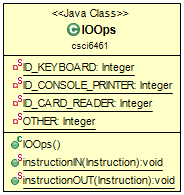 <<Java Class>>
IOOps
csci6461
ID_KEYBOARD: Integer
ID_CONSOLE_PRINTER: Integer
ID_CARD_READER: Integer
OTHER: Integer
IOOps()
instructionIN(Instruction):void
instructionOUT(Instruction):void